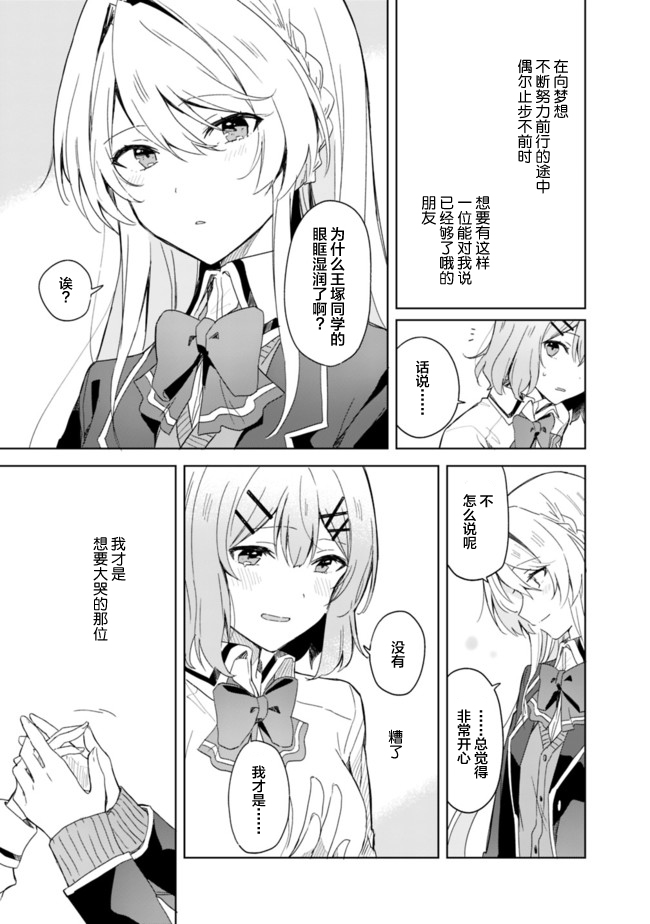 在向梦想
不断努力前行的途中
偶尔止步不前时
想要有这样
一位能对我说
已经够了哦的
朋友
话说……
为什么王塚同学的
眼眶湿润了啊？
诶？
不
怎么说呢
……总觉得
非常开心
没有
糟了
我才是……
我才是
想要大哭的那位